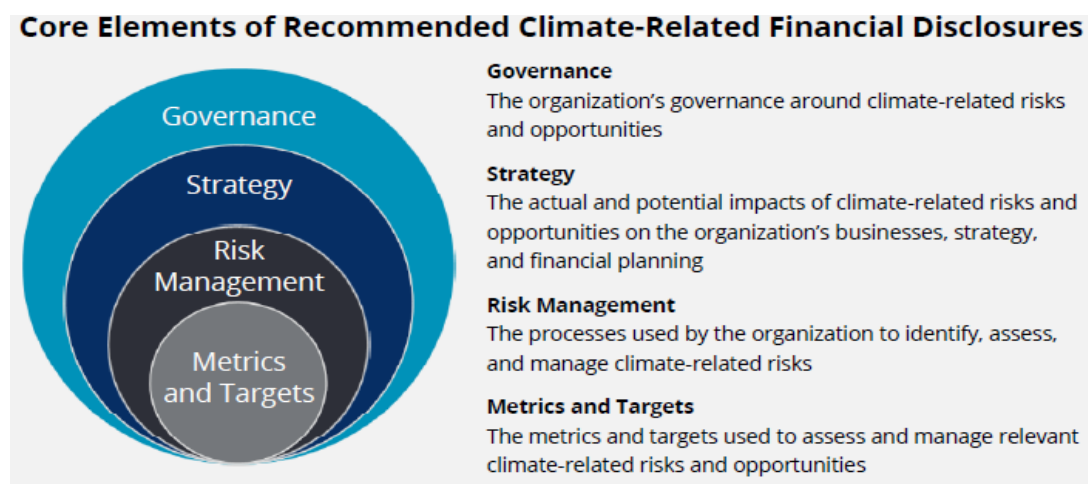 Core Elements of Recommended Climate-Related Financial Disclosures
Governance
Strategy
Risk
Management
Metrics
and Targets
Governance
The organization’s governance around climate-related risks
and opportunities
Strategy
The actual and potential impacts of climate-related risks and
opportunities on the organization’s businesses, strategy,
and financial planning
Risk Management
The processes used by the organization to identify, assess,
and manage climate-related risks
Metrics and Targets
The metrics and targets used to assess and manage relevant
climate-related risks and opportunities